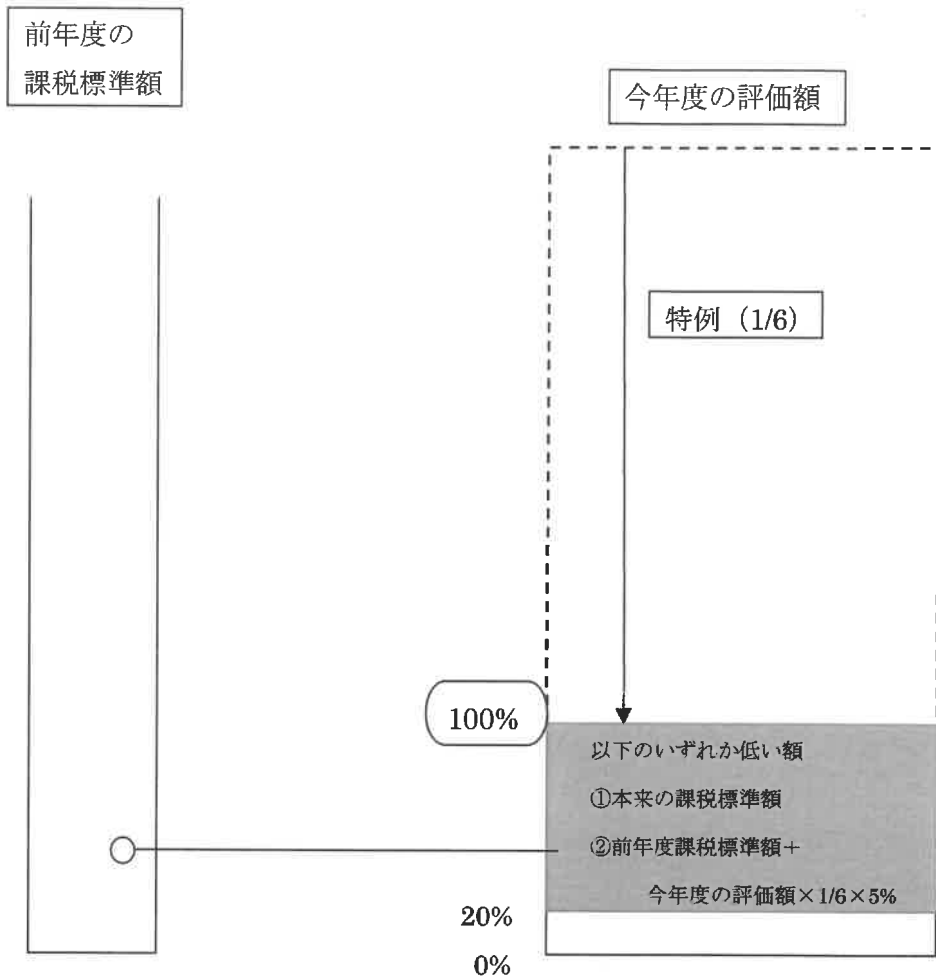 前年度の
課税標準額
今年度の評価額
特例（1/6）
100%
以下のいずれか低い額
①本来の課税標準額
②前年度課税標準額＋
今年度の評価額×1/6×5%
20%
0%